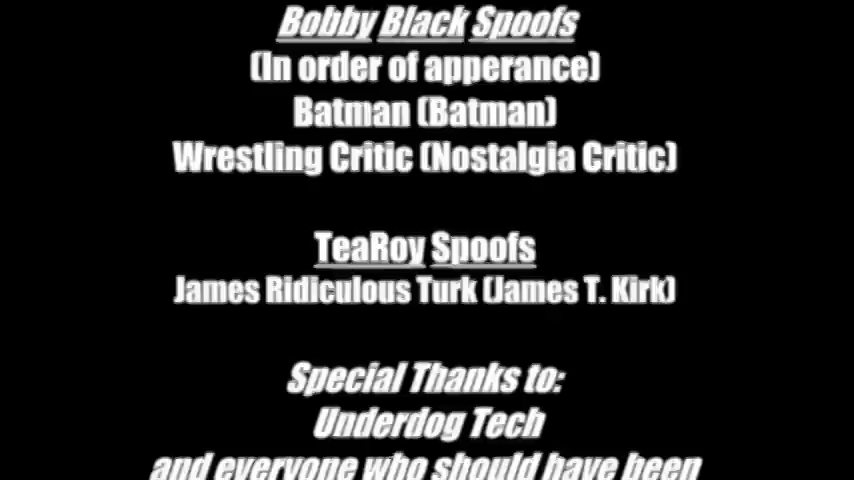 Bobby Black Spoofs
(In order of apperance)
Batman (Batman)
Wrestling Critic (Nostalgia Critic)
TeaRoy Spoofs
James Ridiculous Turk (James T. Kirk)
Special Thanks to:
Underdog Tech
and everyone who should have been